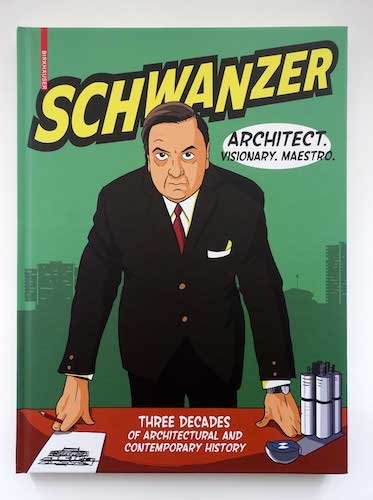 BIRKHÄUSER
SCHWANZER
ARCHITECT.
VISIONARY. MAESTRO.
THREE DECADES
OF ARCHITECTURAL AND
CONTEMPORARY HISTORY